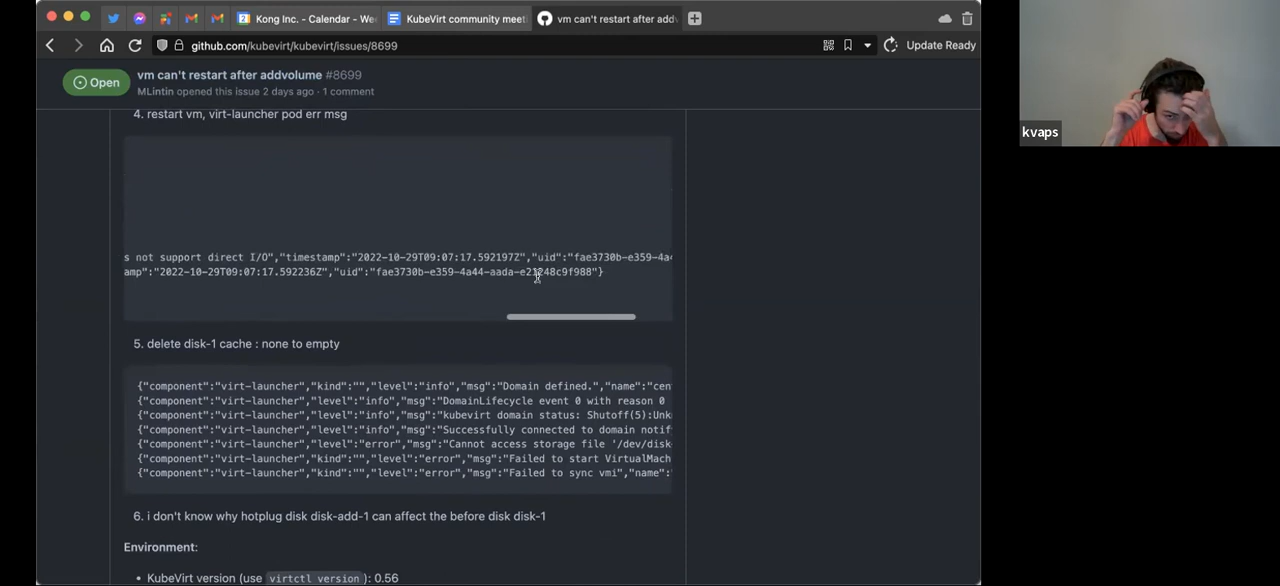 Kong Inc. - Calendar - We
KubeVirt community meeti
vm can't restart after addv
github.com/kubevirt/kubevirt/issues/8699
Update Ready
Open
vm can't restart after addvolume #8699
MLintin opened this issue 2 days ago · 1 comment
4. restart vm, virt-launcher pod err msg
s not support direct I/O","timestamp":"2022-10-29T09:07:17.592197Z","uid":"fae3730b-e359-4a4
amp":"2022-10-29T09:07:17.592236Z","uid":"fae3730b-e359-4a44-aada-e21248c9f988"}
5. delete disk-1 cache : none to empty
{"component":"virt-launcher","kind":"","level":"info","msg":"Domain defined.","name":"cen
{"component":"virt-launcher","level":"info","msg":"DomainLifecycle event 0 with reason 0
{"component":"virt-launcher","level":"info","msg":"kubevirt domain status: Shutoff(5):Unk
{"component":"virt-launcher","level":"info","msg":"Successfully connected to domain notif
{"component":"virt-launcher","level":"error","msg":"Cannot access storage file '/dev/disk
{"component":"virt-launcher","kind":"","level":"error","msg":"Failed to start VirtualMach
{"component":"virt-launcher","kind":"","level":"error","msg":"Failed to sync vmi","name":
6. i don't know why hotplug disk disk-add-1 can affect the before disk disk-1
Environment:
• KubeVirt version (use virtctl version): 0.56
kvaps